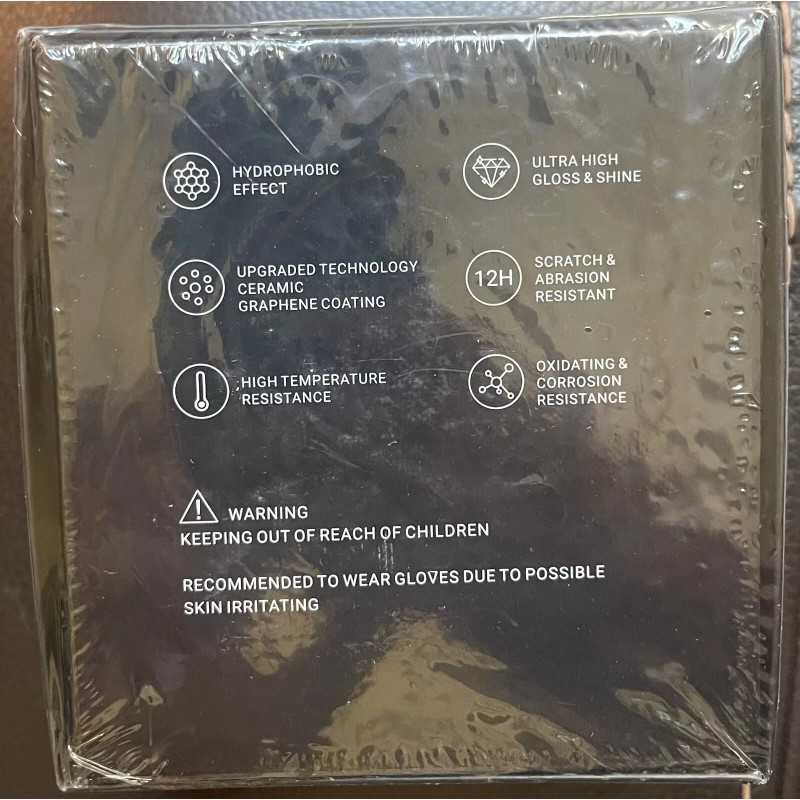 HYDROPHOBIC
EFFECT
ULTRA HIGH
GLOSS & SHINE
UPGRADED TECHNOLOGY
CERAMIC
GRAPHENE COATING
12H
SCRATCH &
ABRASION
RESISTANT
HIGH TEMPERATURE
RESISTANCE
OXIDATING &
CORROSION
RESISTANCE
WARNING
KEEPING OUT OF REACH OF CHILDREN
RECOMMENDED TO WEAR GLOVES DUE TO POSSIBLE
SKIN IRRITATING